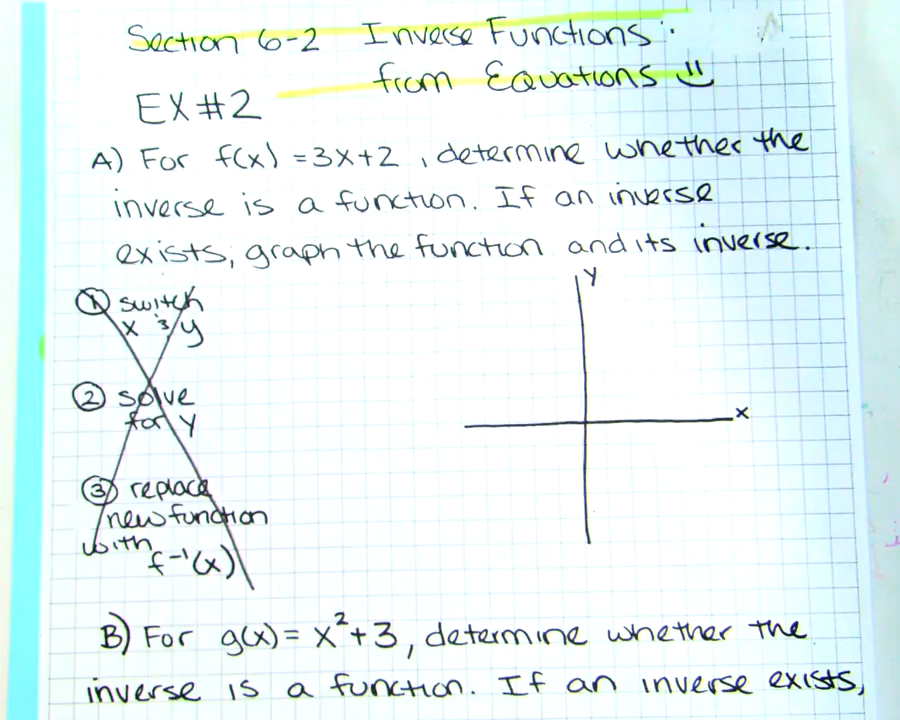 Section 6-2 Inverse Functions:
from Equations
EX #2
A) For f(x) = 3x+2, determine whether the
inverse is a function. If an inverse
exists, graph the function and its inverse.
① switch
x & y
② solve
for y
③ replace
new function
with
f⁻¹(x)
y
x
B) For g(x) = x²+3, determine whether the
inverse is a function. If an inverse exists,